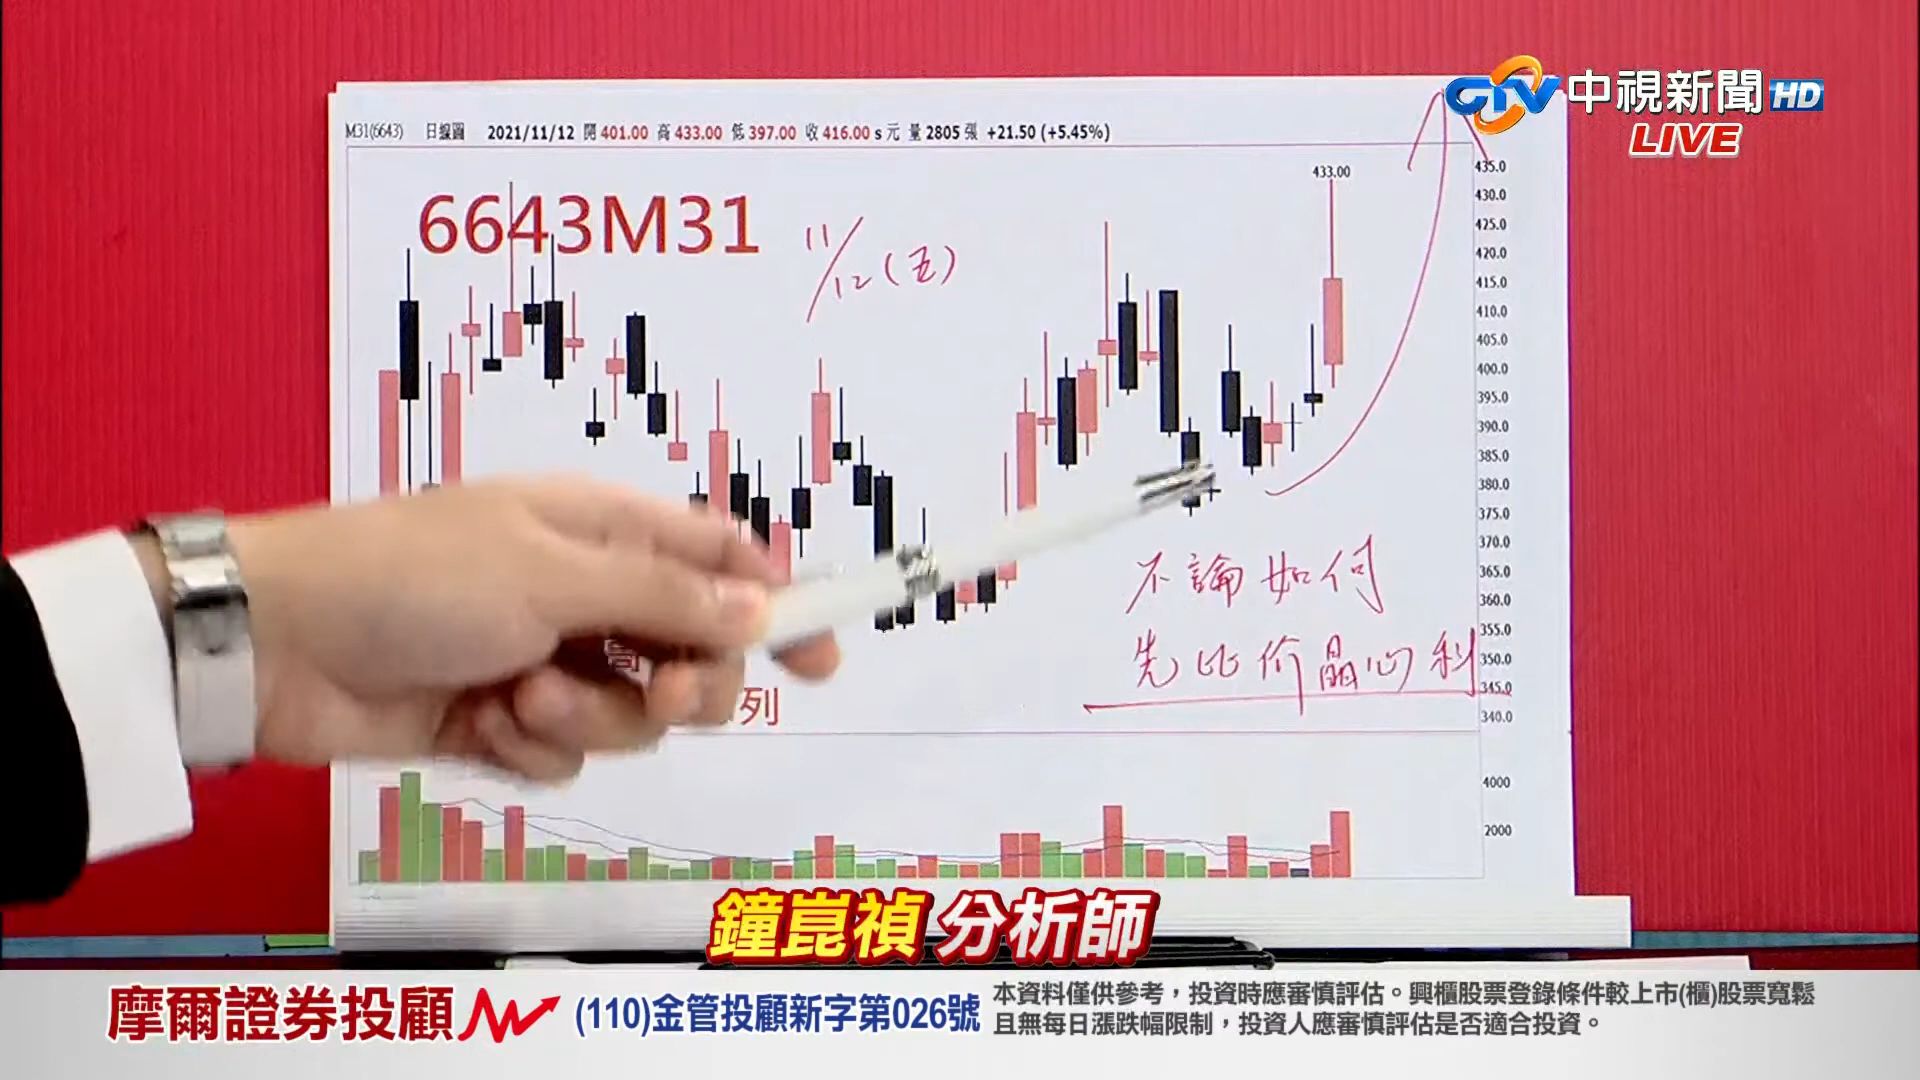 CTV 中視新聞 HD
LIVE
M31(6643) 日線圖 2021/11/12 開 401.00 高 433.00 低 397.00 收 416.00 s 元 量 2805 張 +21.50 (+5.45%)
433.00
6643M31
11/12(五)
435.0
430.0
425.0
420.0
415.0
410.0
405.0
400.0
395.0
390.0
385.0
380.0
375.0
370.0
365.0
360.0
355.0
350.0
345.0
340.0
不論如何
先比价晶心科
列
4000
2000
鐘崑禎 分析師
摩爾證券投顧
(110)金管投顧新字第026號
本資料僅供參考，投資時應審慎評估。興櫃股票登錄條件較上市(櫃)股票寬鬆
且無每日漲跌幅限制，投資人應審慎評估是否適合投資。